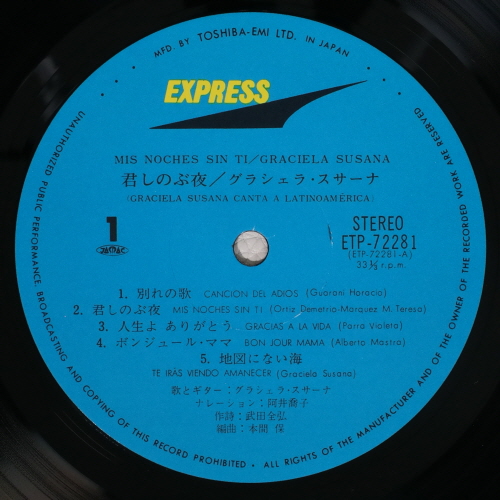 MFD. BY TOSHIBA-EMI LTD. IN JAPAN
EXPRESS
MIS NOCHES SIN TI/GRACIELA SUSANA
君しのぶ夜/グラシェラ・スサーナ
(GRACIELA SUSANA CANTA A LATINOAMÉRICA)
1
STEREO
ETP-72281
(ETP-72281-A)
33⅓ r.p.m.
1. 別れの歌 CANCION DEL ADIOS (Guarani Horacio)
2. 君しのぶ夜 MIS NOCHES SIN TI (Ortiz Demetrio-Marquez M. Teresa)
3. 人生よ ありがとう GRACIAS A LA VIDA (Parra Violeta)
4. ボンジュール・ママ BON JOUR MAMA (Alberto Mastra)
5. 地図にない海
TE IRÁS VIENDO AMANECER (Graciela Susana)
歌とギター:グラシェラ・スサーナ
ナレーション:阿井喬子
作詩:武田全弘
編曲:本間 保
UNAUTHORIZED PUBLIC PERFORMANCE, BROADCASTING AND COPYING OF THIS RECORD PROHIBITED • ALL RIGHTS OF THE RECORD PRODUCER AND OF THE OWNER OF THE RECORDED WORK ARE RESERVED